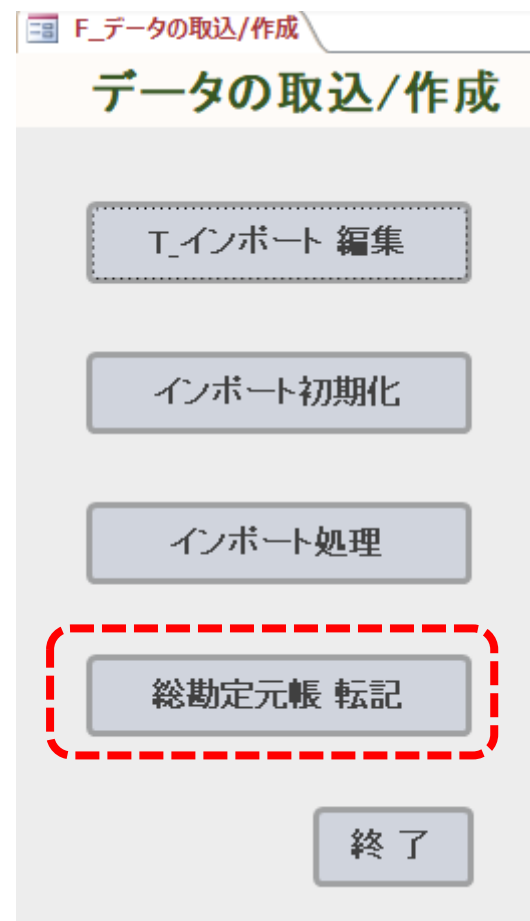 F_データの取込/作成
データの取込/作成
T_インポート 編集
インポート初期化
インポート処理
総勘定元帳 転記
終 了